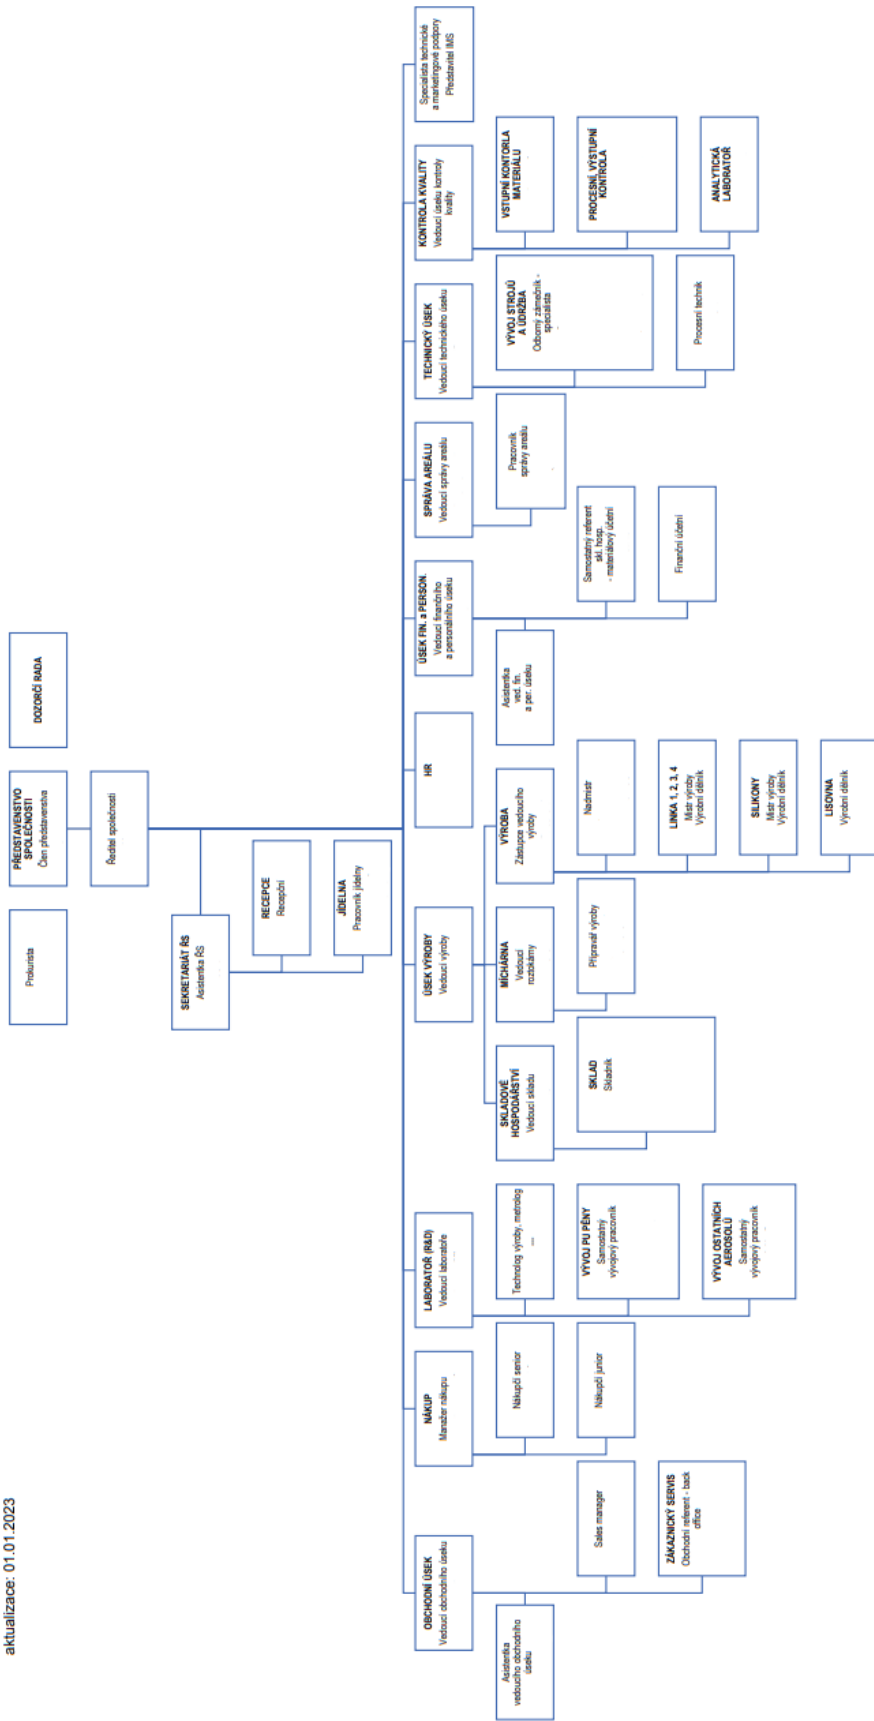 aktualizace: 01.01.2023
Prokurista
PŘEDSTAVENSTVO
SPOLEČNOSTI
Člen představenstva
DOZORČÍ RADA
Ředitel společnosti
SEKRETARIÁT ŘS
Asistentka ŘS
RECEPCE
Recepční
JÍDELNA
Pracovník jídelny
OBCHODNÍ ÚSEK
Vedoucí obchodního úseku
Asistentka
vedoucího obchodního
úseku
Sales manager
ZÁKAZNICKÝ SERVIS
Obchodní referent - back
office
NÁKUP
Manažer nákupu
Nákupčí senior
Nákupčí junior
LABORATOŘ (R&D)
Vedoucí laboratoře
Technolog výroby, metrolog
VÝVOJ PU PĚNY
Samostatný
vývojový pracovník
VÝVOJ OSTATNÍCH
AEROSOLŮ
Samostatný
vývojový pracovník
ÚSEK VÝROBY
Vedoucí výroby
SKLADOVÉ
HOSPODÁŘSTVÍ
Vedoucí skladu
SKLAD
Skladník
MÍCHÁRNA
Vedoucí
roztokárny
Přípravář výroby
VÝROBA
Zástupce vedoucího
výroby
Nadmistr
LINKA 1, 2, 3, 4
Mistr výroby
Výrobní dělník
SILIKONY
Mistr výroby
Výrobní dělník
LISOVNA
Výrobní dělník
HR
ÚSEK FIN. a PERSON.
Vedoucí finančního
a personálního úseku
Asistentka
ved. fin.
a per. úseku
Samostatný referent
skl. hosp.
- materiálový účetní
Finanční účetní
SPRÁVA AREÁLU
Vedoucí správy areálu
Pracovník
správy areálu
TECHNICKÝ ÚSEK
Vedoucí technického úseku
VÝVOJ STROJŮ
A ÚDRŽBA
Odborný zámečník -
specialista
Procesní technik
KONTROLA KVALITY
Vedoucí úseku kontroly
kvality
VSTUPNÍ KONTORLA
MATERIÁLU
PROCESNÍ, VÝSTUPNÍ
KONTROLA
ANALYTICKÁ
LABORATOŘ
Specialista technické
a marketingové podpory
Představitel IMS